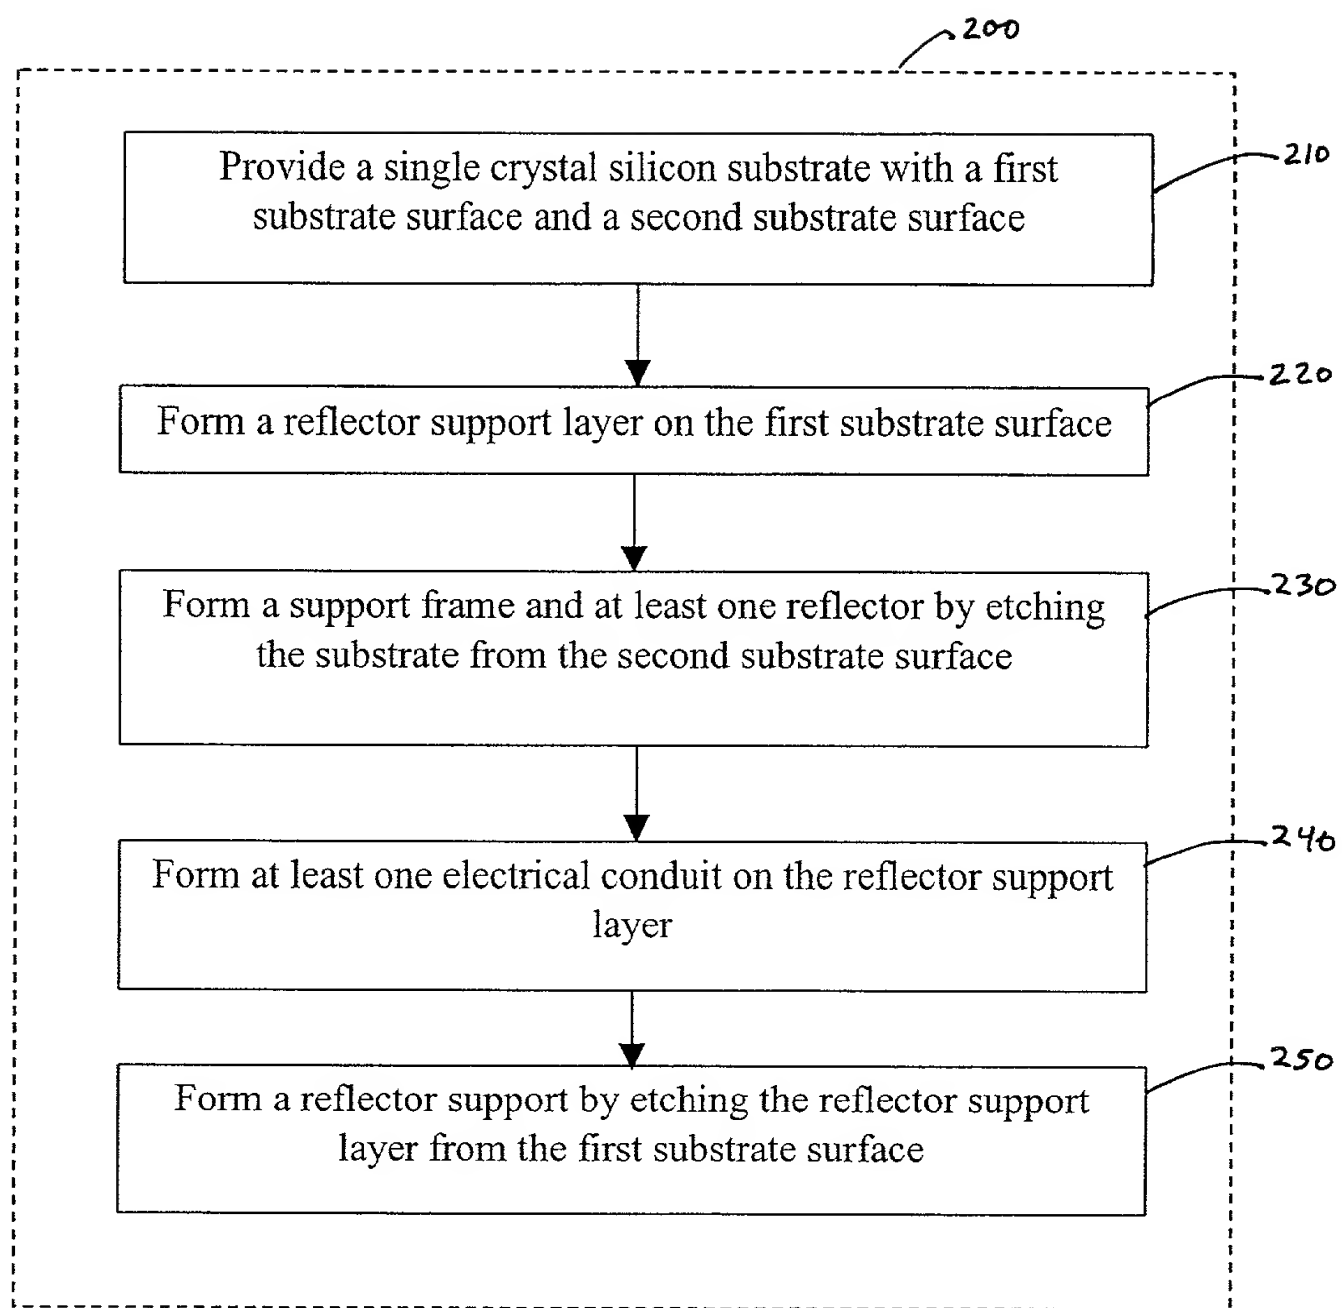 200
Provide a single crystal silicon substrate with a first
substrate surface and a second substrate surface
210
Form a reflector support layer on the first substrate surface
220
Form a support frame and at least one reflector by etching
the substrate from the second substrate surface
230
Form at least one electrical conduit on the reflector support
layer
240
Form a reflector support by etching the reflector support
layer from the first substrate surface
250